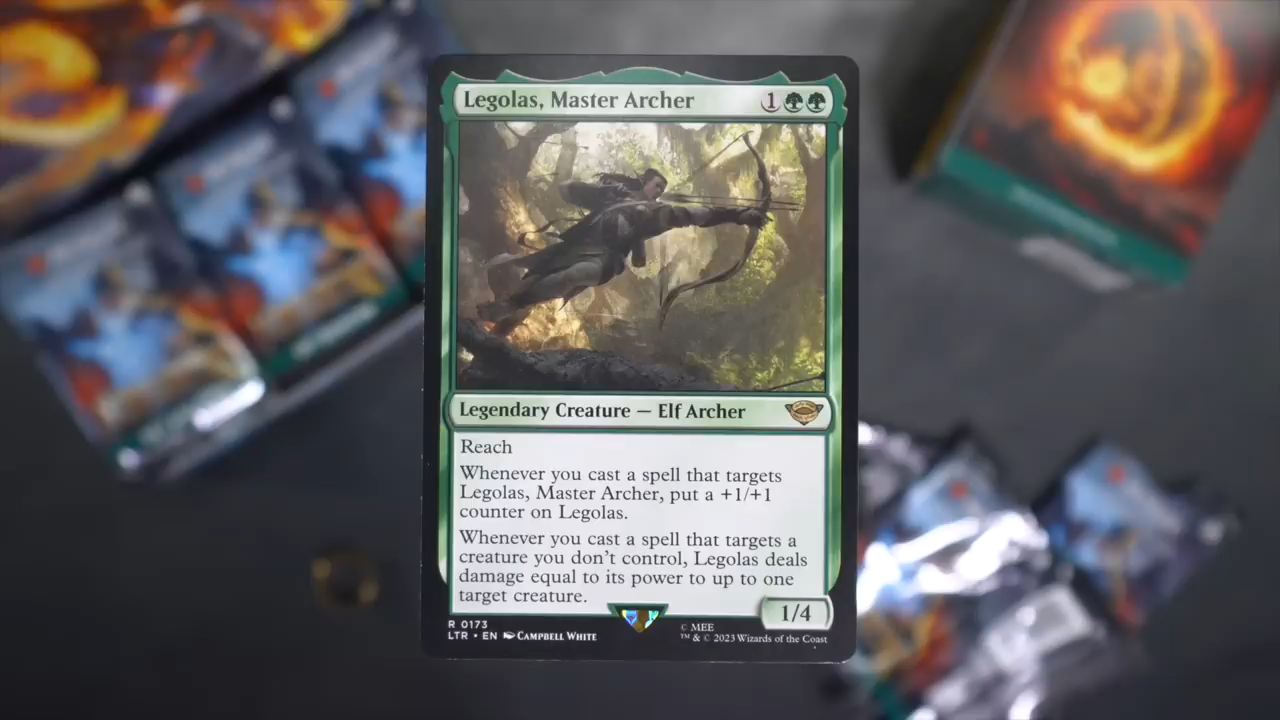 Legolas, Master Archer 1
Legendary Creature — Elf Archer
Reach
Whenever you cast a spell that targets
Legolas, Master Archer, put a +1/+1
counter on Legolas.
Whenever you cast a spell that targets a
creature you don't control, Legolas deals
damage equal to its power to up to one
target creature.
1/4
R 0173
LTR • EN CAMPBELL WHITE
© MEE
™ & © 2023 Wizards of the Coast